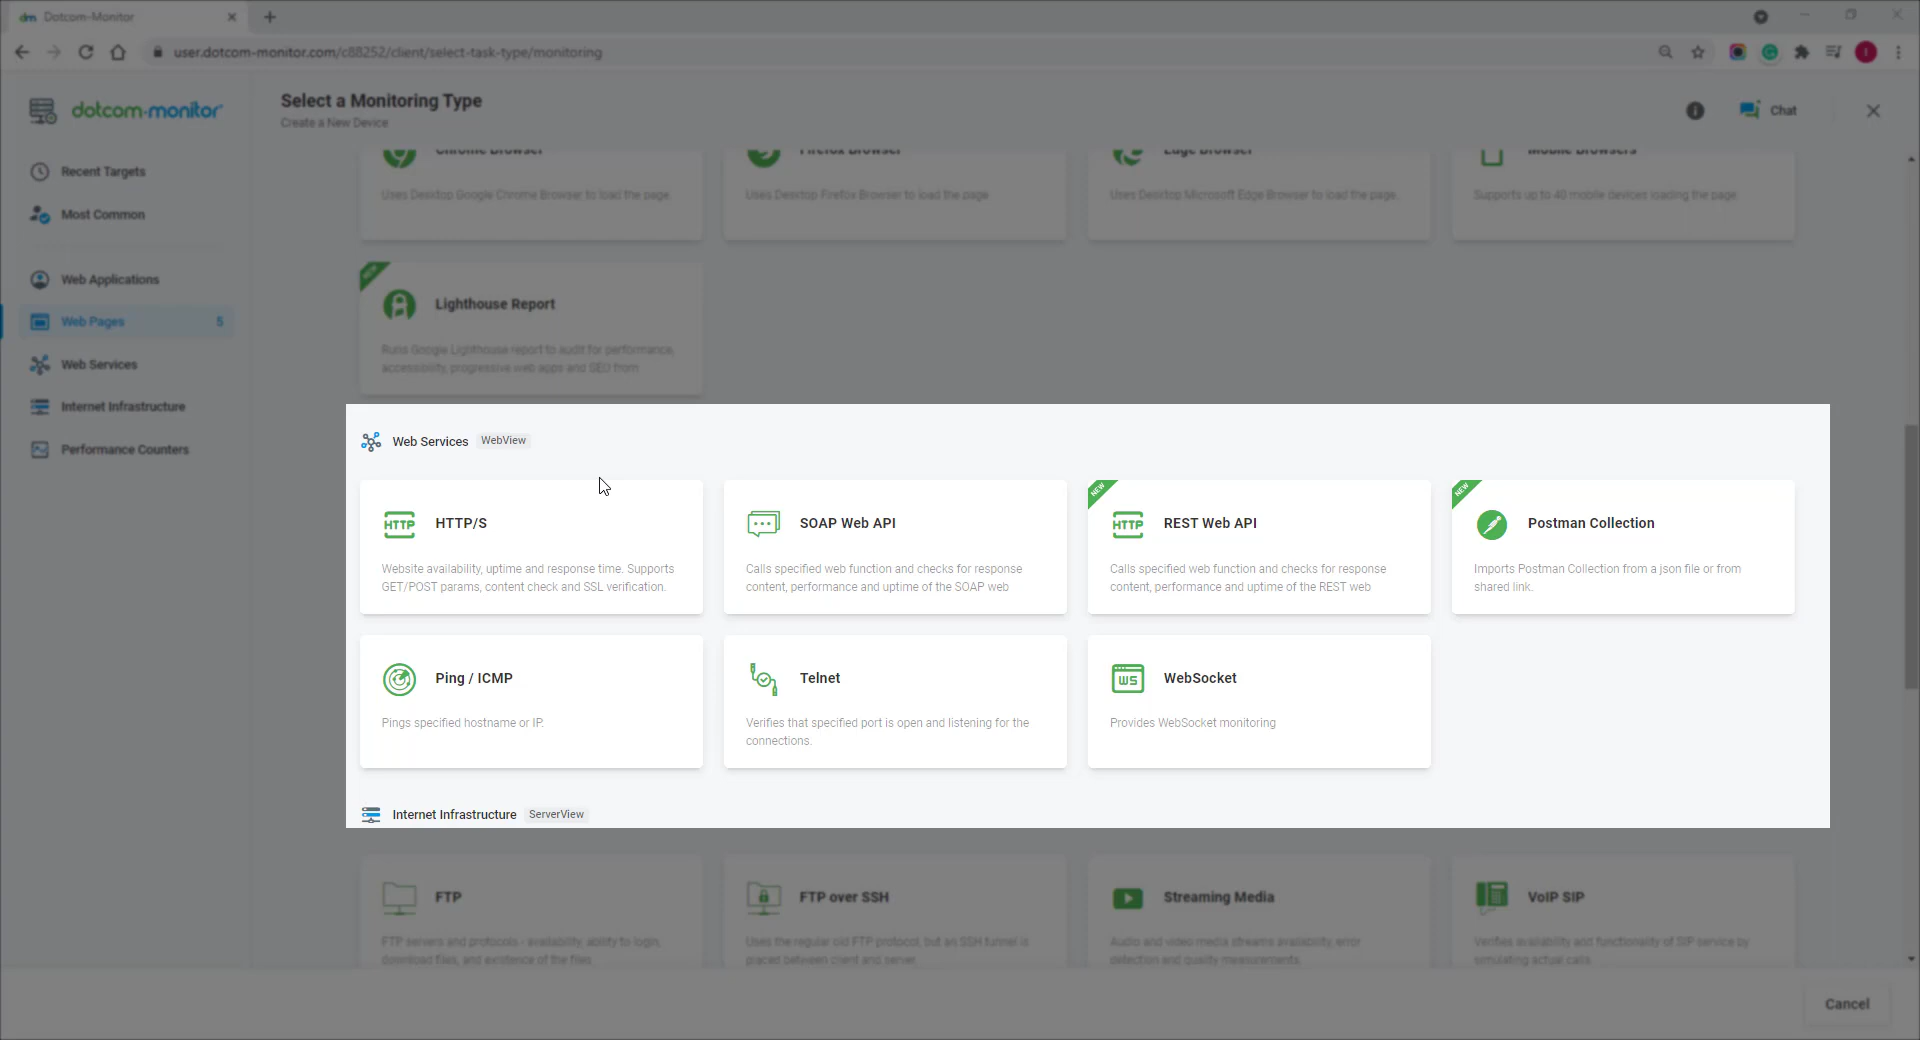 dm Dotcom-Monitor
user.dotcom-monitor.com/c88252/client/select-task-type/monitoring
I
dotcom-monitor
Select a Monitoring Type
Create a New Device
Chat
Recent Targets
Most Common
Web Applications
Web Pages 5
Web Services
Internet Infrastructure
Performance Counters
Chrome Browser
Uses Desktop Google Chrome Browser to load the page.
Firefox Browser
Uses Desktop Firefox Browser to load the page
Edge Browser
Uses Desktop Microsoft Edge Browser to load the page.
Mobile Browsers
Supports up to 40 mobile devices loading the page.
NEW
Lighthouse Report
Runs Google Lighthouse report to audit for performance,
accessibility, progressive web apps and SEO from
Web Services WebView
HTTP HTTP/S
Website availability, uptime and response time. Supports
GET/POST params, content check and SSL verification.
SOAP Web API
Calls specified web function and checks for response
content, performance and uptime of the SOAP web
NEW
HTTP REST Web API
Calls specified web function and checks for response
content, performance and uptime of the REST web
NEW
Postman Collection
Imports Postman Collection from a json file or from
shared link.
Ping / ICMP
Pings specified hostname or IP.
Telnet
Verifies that specified port is open and listening for the
connections.
WS WebSocket
Provides WebSocket monitoring
Internet Infrastructure ServerView
FTP
FTP servers and protocols - availability, ability to login,
download files, and existence of the files.
FTP over SSH
Uses the regular old FTP protocol, but an SSH tunnel is
placed between client and server.
Streaming Media
Audio and video media streams availability, error
detection and quality measurements.
VoIP SIP
Verifies availability and functionality of SIP service by
simulating actual calls.
Cancel